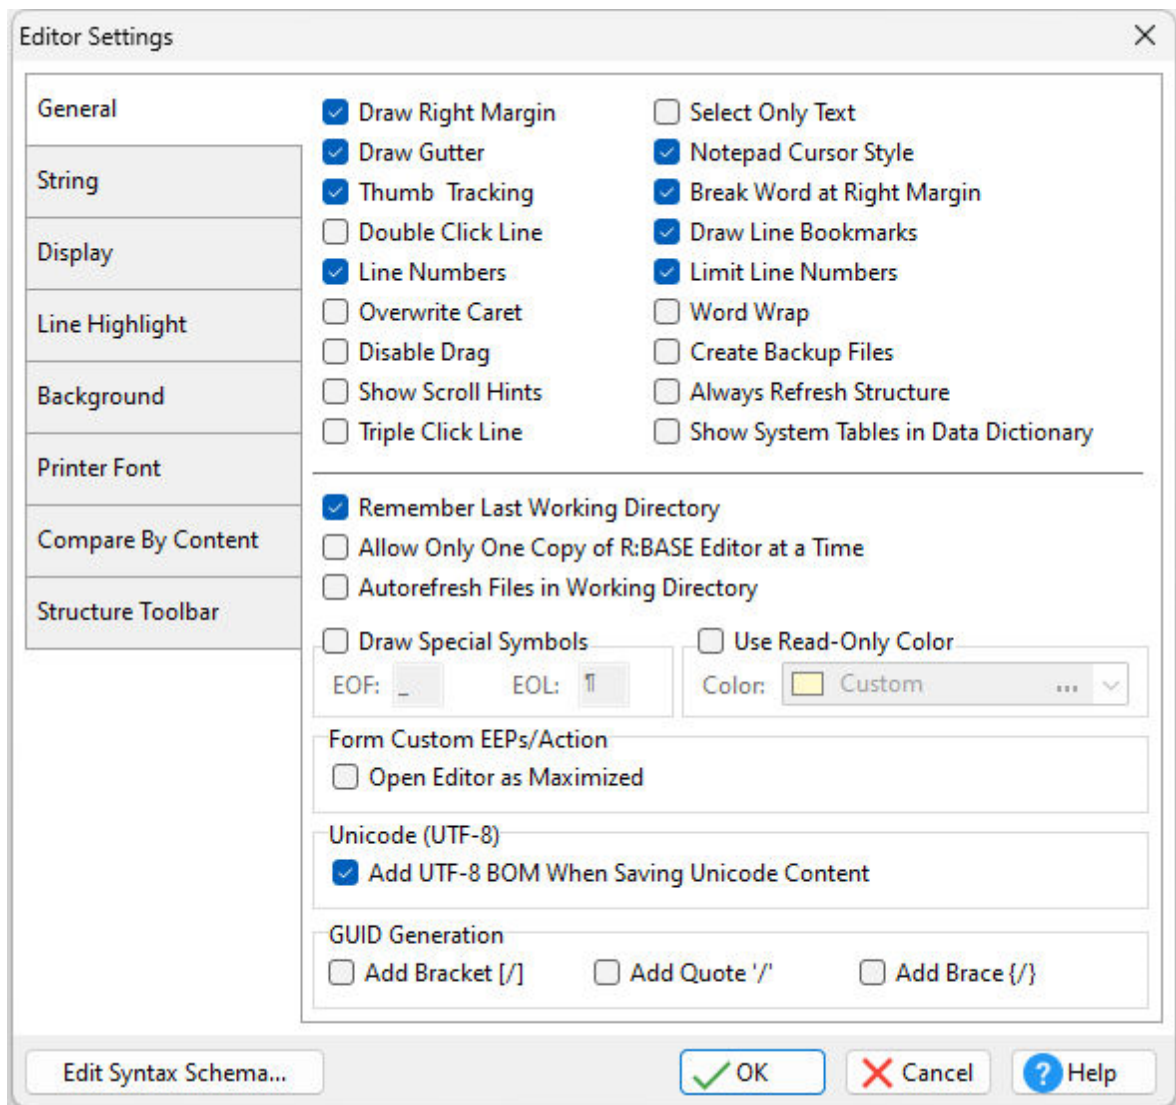 Editor Settings
General
String
Display
Line Highlight
Background
Printer Font
Compare By Content
Structure Toolbar
Draw Right Margin
Draw Gutter
Thumb  Tracking
Double Click Line
Line Numbers
Overwrite Caret
Disable Drag
Show Scroll Hints
Triple Click Line
Select Only Text
Notepad Cursor Style
Break Word at Right Margin
Draw Line Bookmarks
Limit Line Numbers
Word Wrap
Create Backup Files
Always Refresh Structure
Show System Tables in Data Dictionary
Remember Last Working Directory
Allow Only One Copy of R:BASE Editor at a Time
Autorefresh Files in Working Directory
Draw Special Symbols
EOF: _ EOL: ¶
Use Read-Only Color
Color: Custom ...
Form Custom EEPs/Action
Open Editor as Maximized
Unicode (UTF-8)
Add UTF-8 BOM When Saving Unicode Content
GUID Generation
Add Bracket [/] Add Quote '/' Add Brace {/}
Edit Syntax Schema... OK Cancel ? Help